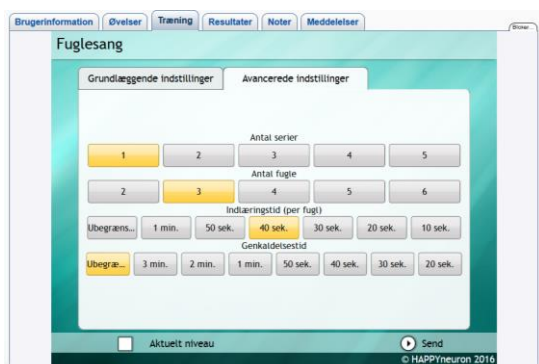 Brugerinformation Øvelser Træning Resultater Noter Meddelelser
Fuglesang
Grundlæggende indstillinger Avancerede indstillinger
Antal serier
1 2 3 4 5
Antal fugle
2 3 4 5 6
Indlæringstid (per fugl)
Ubegræns... 1 min. 50 sek. 40 sek. 30 sek. 20 sek. 10 sek.
Genkaldelsestid
Ubegræ... 3 min. 2 min. 1 min. 50 sek. 40 sek. 30 sek. 20 sek.
Aktuelt niveau Send
© HAPPYneuron 2016